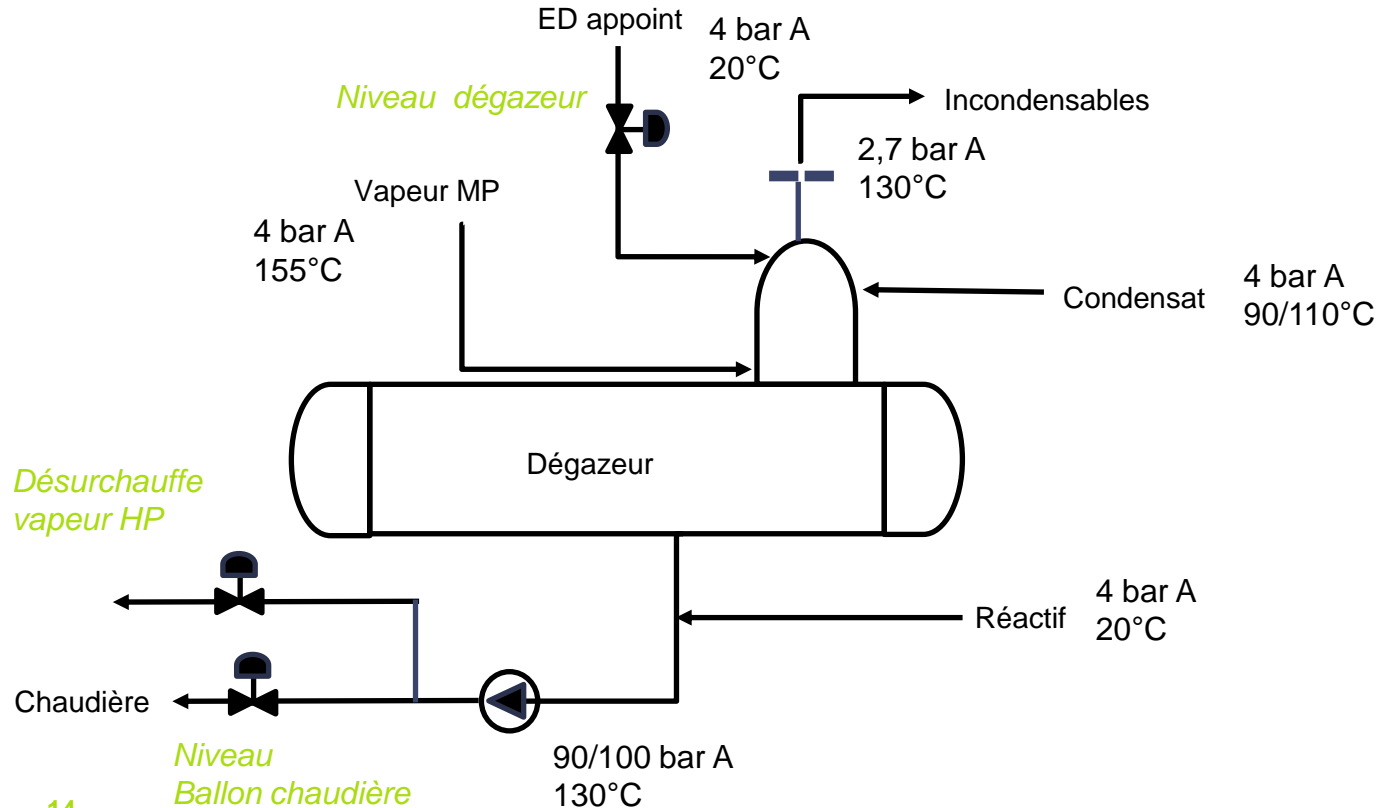 ED appoint
4 bar A
20°C
Niveau dégazeur
Incondensables
2,7 bar A
130°C
Vapeur MP
4 bar A
155°C
Condensat
4 bar A
90/110°C
Dégazeur
Désurchauffe
vapeur HP
Réactif
4 bar A
20°C
Chaudière
Niveau
Ballon chaudière
90/100 bar A
130°C
14